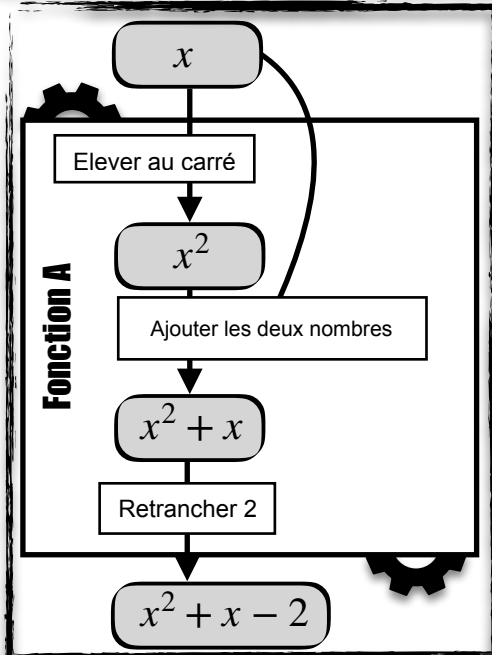 x
Elever au carré
x²
Fonction A
Ajouter les deux nombres
x² + x
Retrancher 2
x² + x − 2